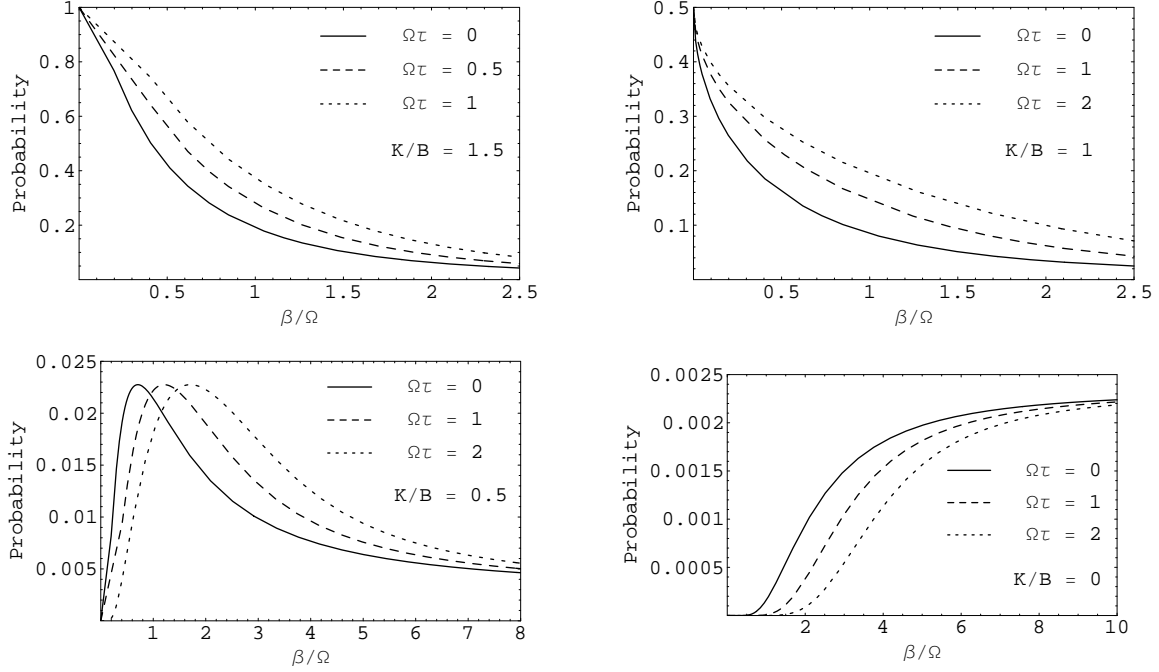 1
0.8
0.6
0.4
0.2
Probability
0.5 1 1.5 2 2.5
β/Ω
Ωτ = 0
Ωτ = 0.5
Ωτ = 1
K/B = 1.5
0.5
0.4
0.3
0.2
0.1
Probability
0.5 1 1.5 2 2.5
β/Ω
Ωτ = 0
Ωτ = 1
Ωτ = 2
K/B = 1
0.025
0.02
0.015
0.01
0.005
Probability
1 2 3 4 5 6 7 8
β/Ω
Ωτ = 0
Ωτ = 1
Ωτ = 2
K/B = 0.5
0.0025
0.002
0.0015
0.001
0.0005
Probability
2 4 6 8 10
β/Ω
Ωτ = 0
Ωτ = 1
Ωτ = 2
K/B = 0